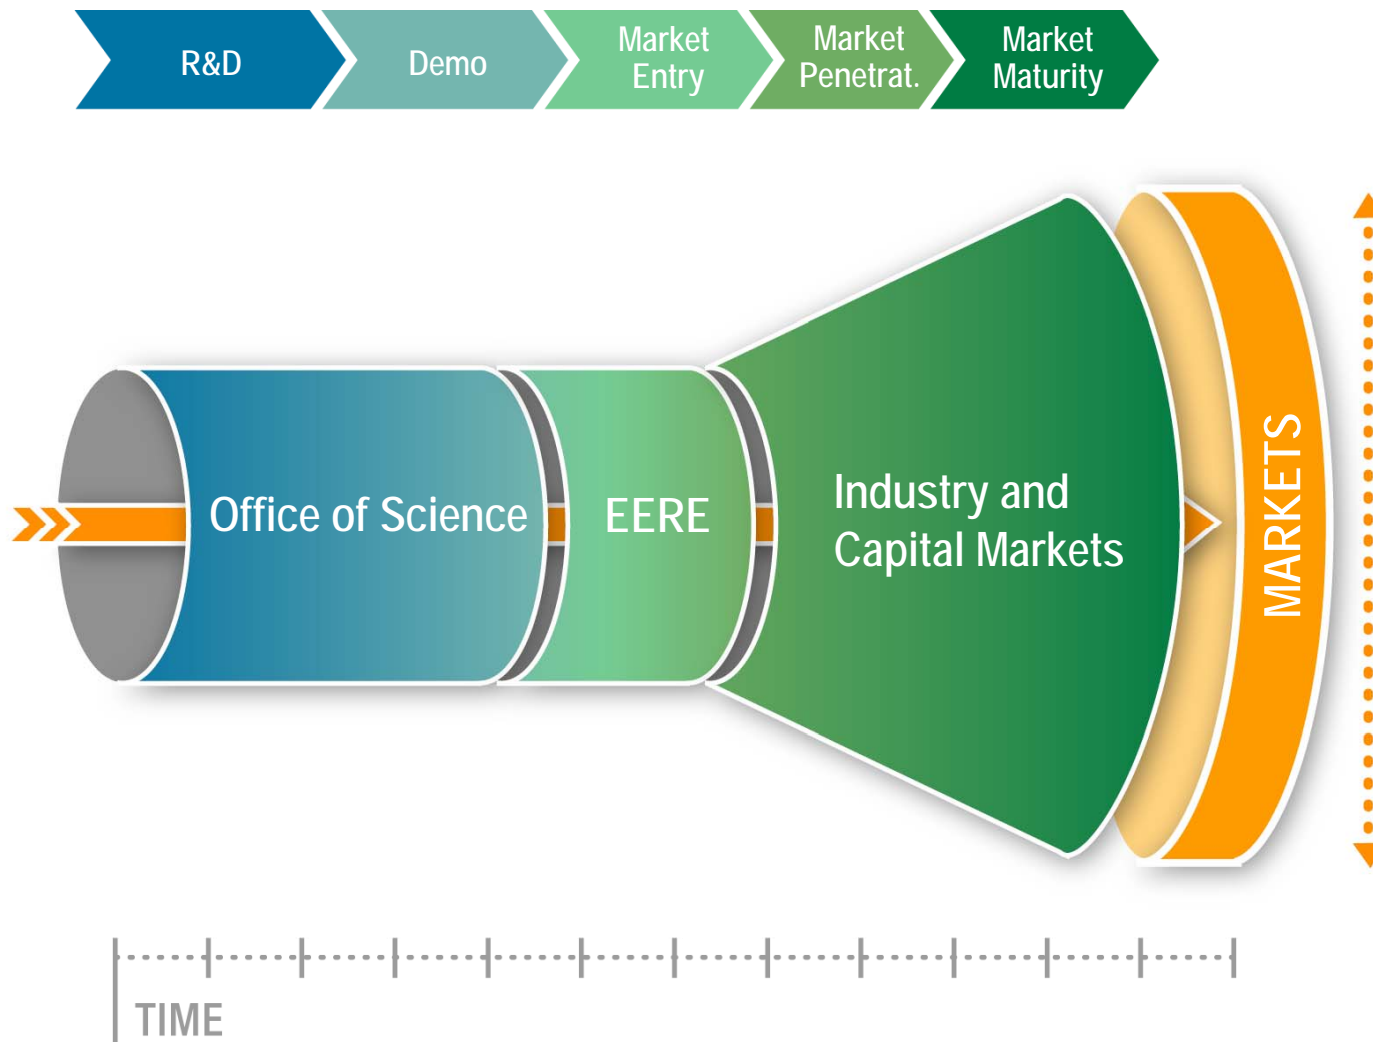 R&D
Demo
Market
Entry
Market
Penetrat.
Market
Maturity
Office of Science
EERE
Industry and
Capital Markets
MARKETS
TIME